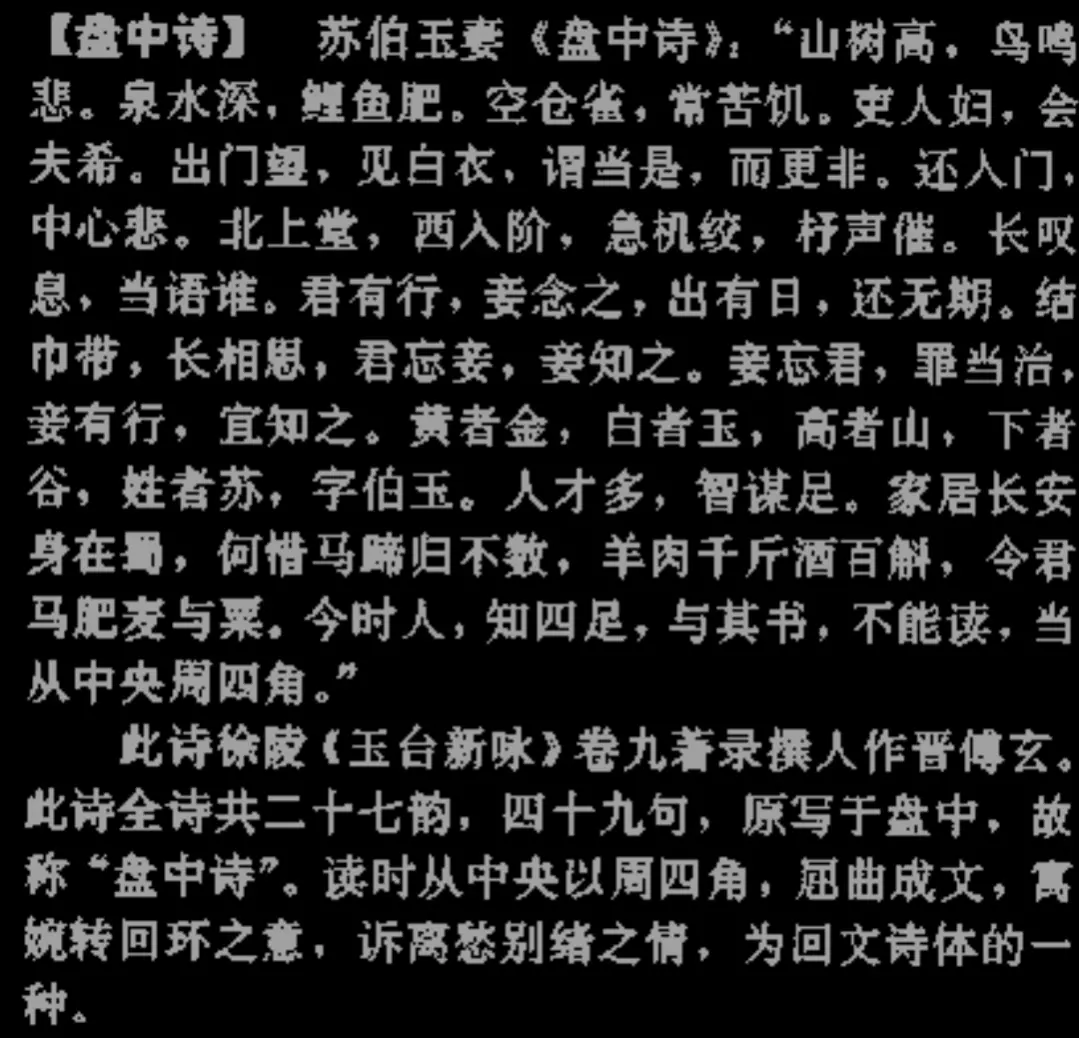 【盘中诗】 苏伯玉妻《盘中诗》：“山树高，鸟鸣
悲。泉水深，鲤鱼肥。空仓雀，常苦饥。吏人妇，会
夫希。出门望，见白衣，谓当是，而更非。还入门，
中心悲。北上堂，西入阶，急机绞，杼声催。长叹
息，当语谁。君有行，妾念之，出有日，还无期。结
巾带，长相思，君忘妾，妾知之。妾忘君，罪当治，
妾有行，宜知之。黄者金，白者玉，高者山，下者
谷，姓者苏，字伯玉。人才多，智谋足。家居长安
身在蜀，何惜马蹄归不数，羊肉千斤酒百斛，令君
马肥麦与粟。今时人，知四足，与其书，不能读，当
从中央周四角。”
此诗徐陵《玉台新咏》卷九著录撰人作晋傅玄。
此诗全诗共二十七韵，四十九句，原写于盘中，故
称“盘中诗”。读时从中央以周四角，屈曲成文，寓
婉转回环之意，诉离愁别绪之情，为回文诗体的一
种。